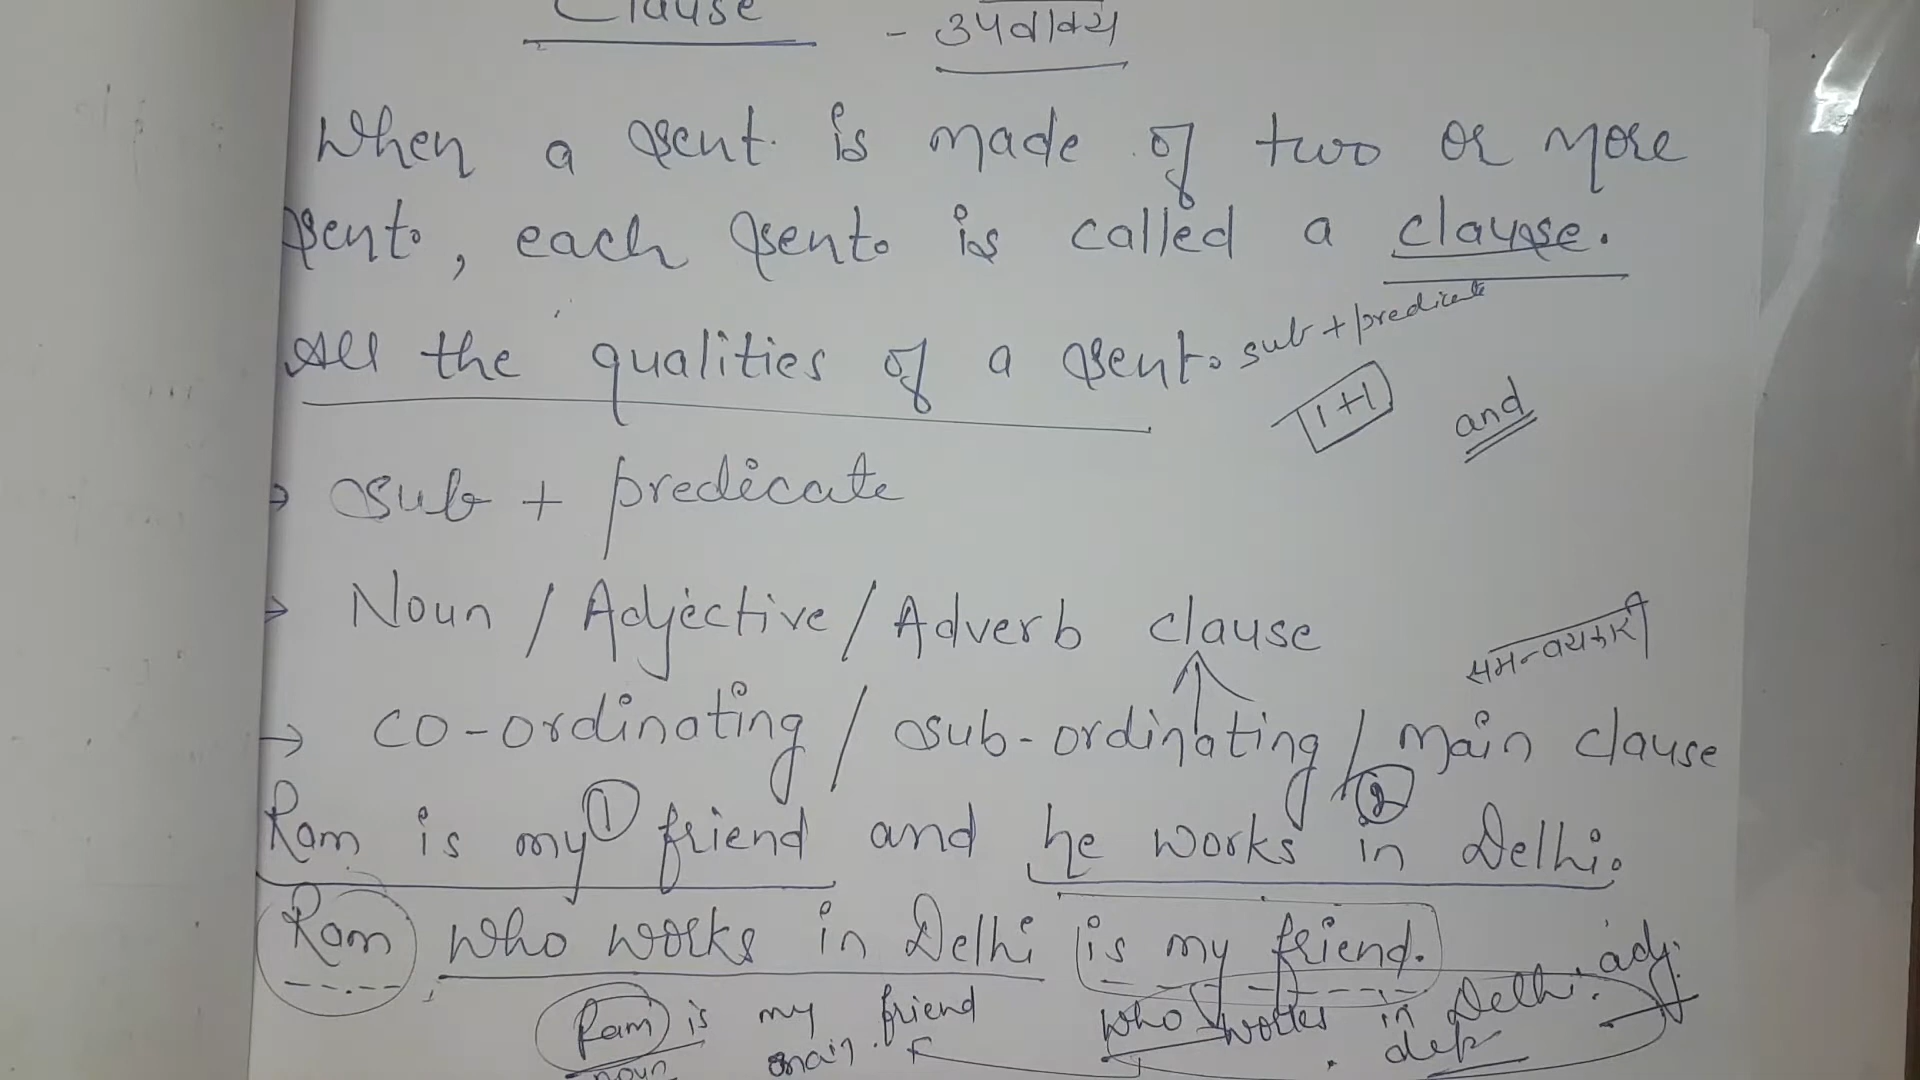 Clause - उपवाक्य
When a sent. is made of two or more
sent., each sent. is called a clause.
All the qualities of a sent. sub + predicate
1+1 and
→ sub + predicate
→ Noun / Adjective / Adverb clause
समन्वयकारी
→ co-ordinating / sub-ordinating / main clause
Ram is my ① friend and he works ② in Delhi.
Ram who works in Delhi is my friend.
Ram is my friend who works in Delhi. adj.
noun main dep